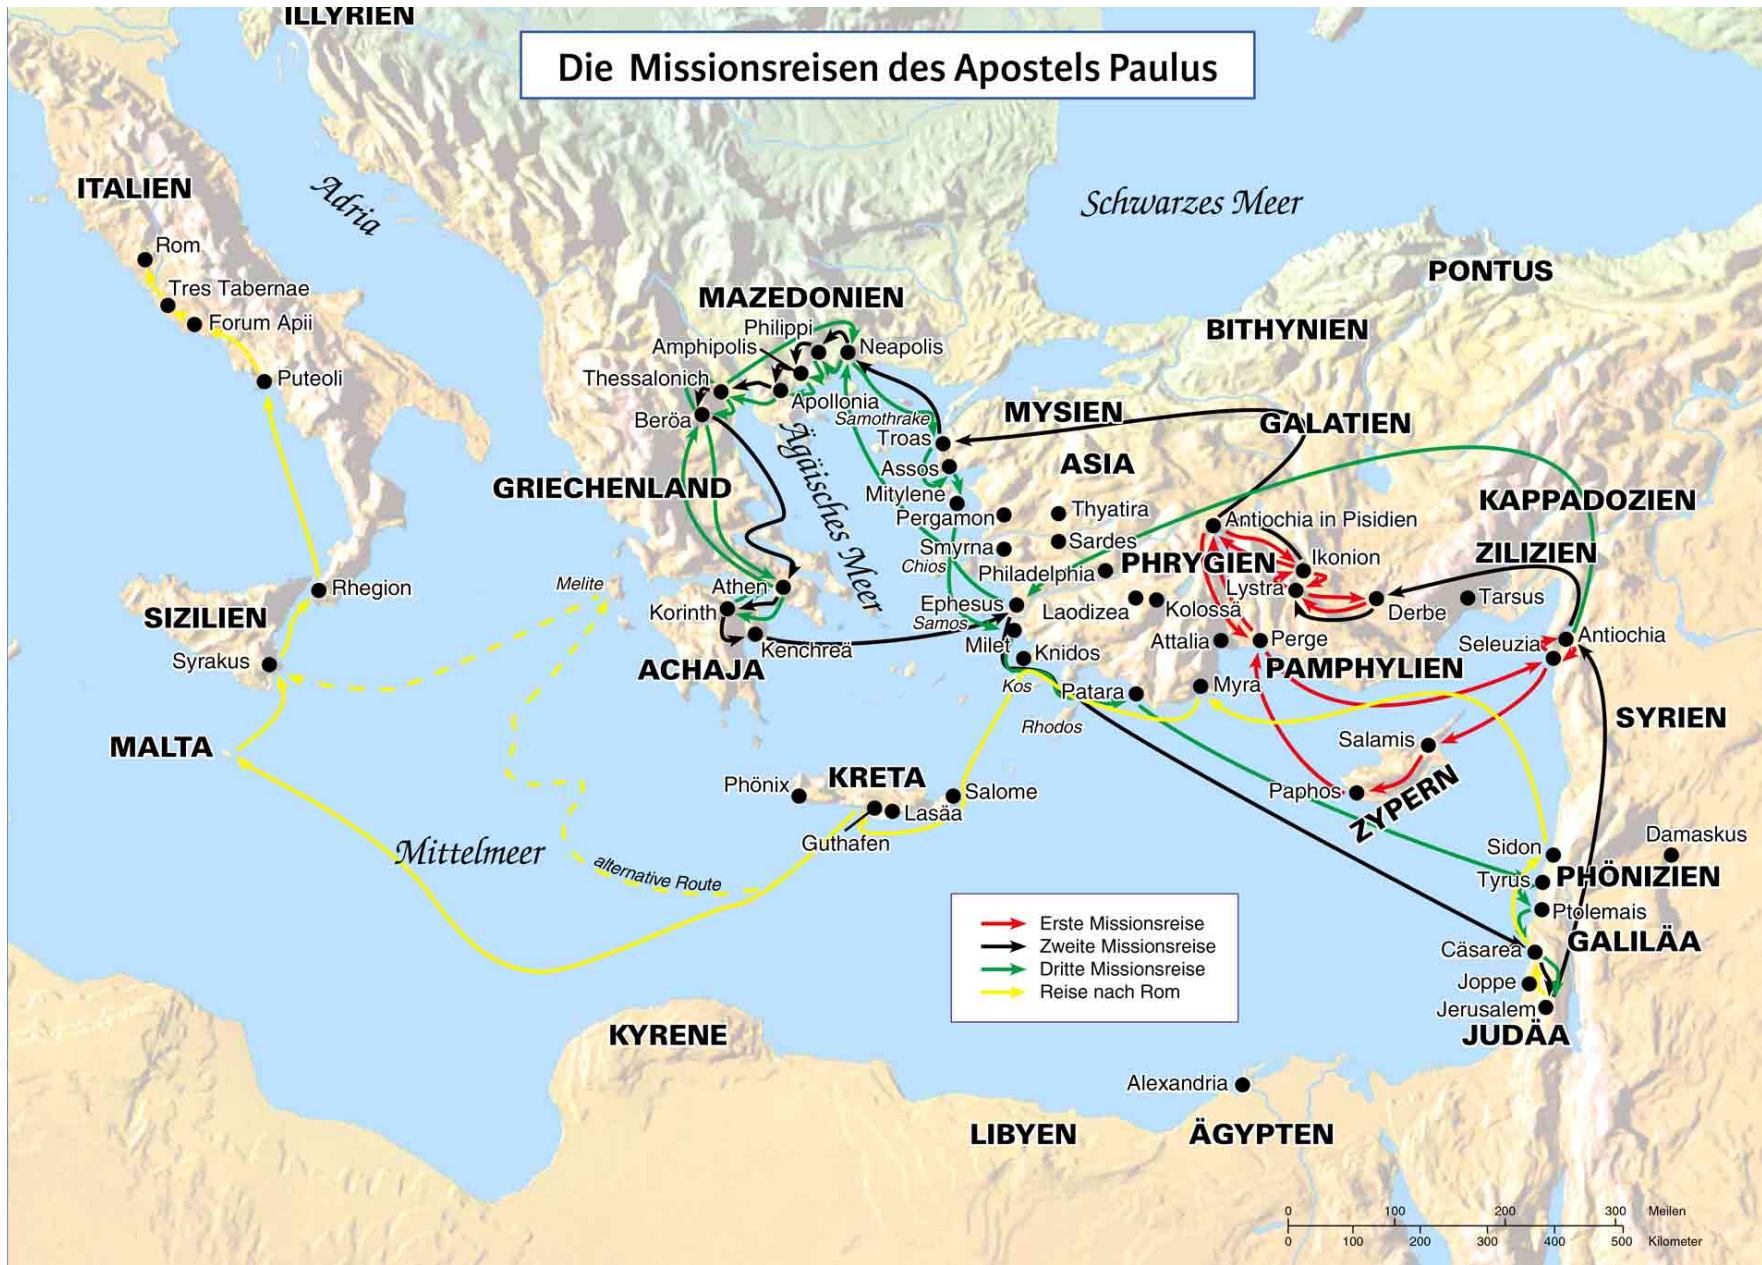 ILLYRIEN
Die Missionsreisen des Apostels Paulus
ITALIEN
Adria
Schwarzes Meer
Rom
Tres Tabernae
Forum Apii
Puteoli
PONTUS
BITHYNIEN
MAZEDONIEN
Philippi
Amphipolis
Neapolis
Thessalonich
Apollonia
Beröa
Samothrake
Troas
MYSIEN
GALATIEN
Assos
ASIA
Ägäisches Meer
GRIECHENLAND
Mitylene
Pergamon
Thyatira
Antiochia in Pisidien
KAPPADOZIEN
Smyrna
Sardes
Chios
Philadelphia
PHRYGIEN
Ikonion
ZILIZIEN
Lystra
Derbe
Tarsus
Melite
Athen
Korinth
Kenchreä
ACHAJA
Ephesus
Samos
Laodizea
Kolossä
Milet
Knidos
Attalia
Perge
PAMPHYLIEN
Seleuzia
Antiochia
Rhegion
SIZILIEN
Syrakus
Kos
Patara
Myra
Rhodos
SYRIEN
MALTA
Salamis
Paphos
ZYPERN
Phönix
KRETA
Salome
Lasäa
Guthafen
Mittelmeer
alternative Route
Sidon
Damaskus
Tyrus
PHÖNIZIEN
Ptolemais
GALILÄA
Cäsarea
Joppe
Jerusalem
JUDÄA
Erste Missionsreise
Zweite Missionsreise
Dritte Missionsreise
Reise nach Rom
KYRENE
Alexandria
LIBYEN
ÄGYPTEN
0 100 200 300 Meilen
0 100 200 300 400 500 Kilometer